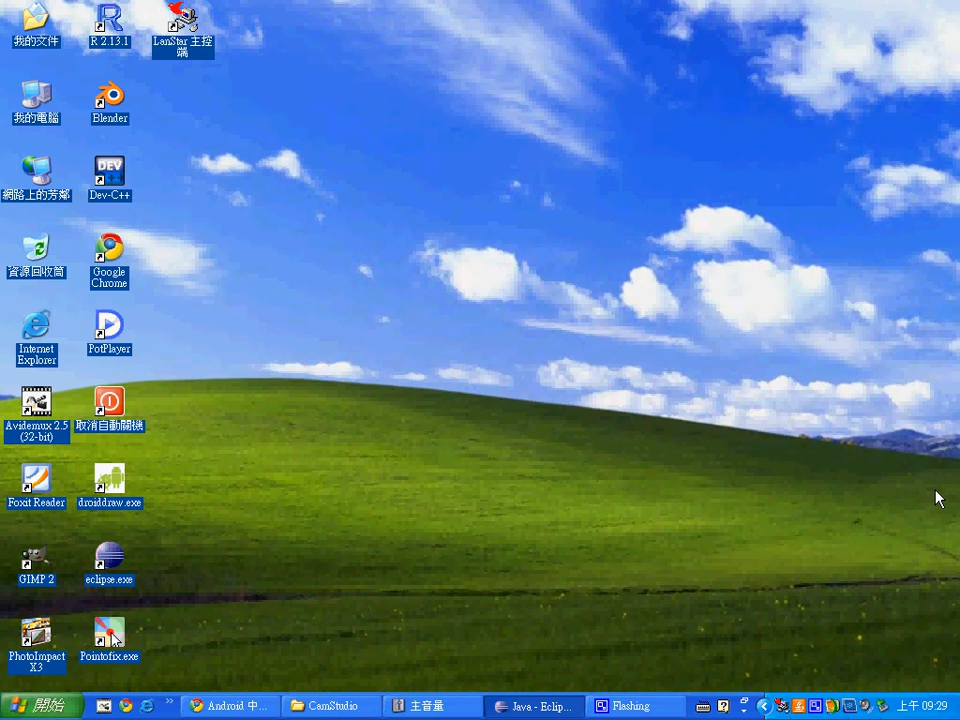 我的文件
R 2.13.1
LanStar 主控
端
我的電腦
Blender
網路上的芳鄰
DEV
Dev-C++
資源回收筒
Google
Chrome
Internet
Explorer
PotPlayer
Avidemux 2.5
(32-bit)
取消自動關機
Foxit Reader
droiddraw.exe
GIMP 2
eclipse.exe
PhotoImpact
X3
Pointofix.exe
開始
Android 中...
CamStudio
主音量
Java - Eclip...
Flashing
上午 09:29